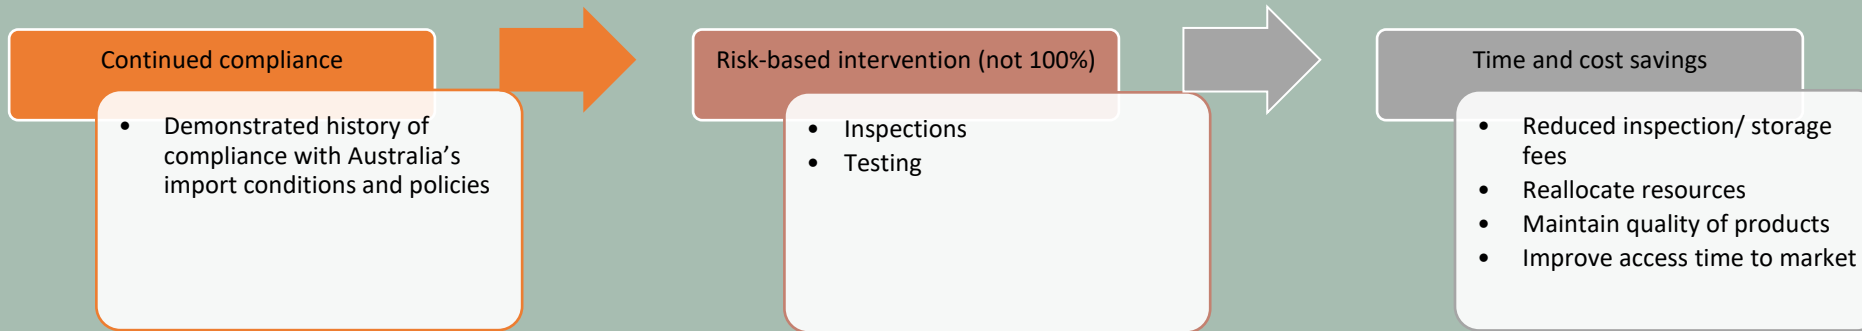 Continued compliance
• Demonstrated history of
compliance with Australia’s
import conditions and policies
Risk-based intervention (not 100%)
• Inspections
• Testing
Time and cost savings
• Reduced inspection/ storage
fees
• Reallocate resources
• Maintain quality of products
• Improve access time to market